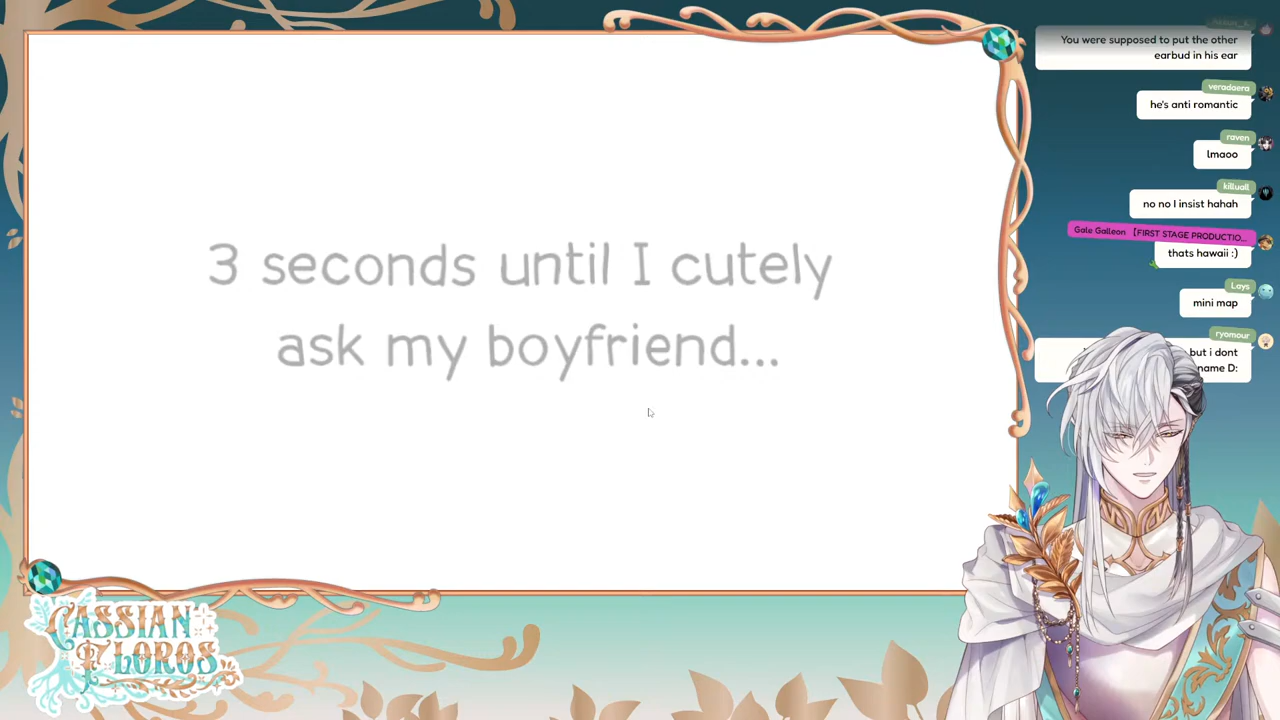 3 seconds until I cutely
ask my boyfriend...
You were supposed to put the other
earbud in his ear
veradaera
he's anti romantic
raven
lmaoo
killuall
no no I insist hahah
Gale Galleon 【FIRST STAGE PRODUCTIO...
thats hawaii :)
Lays
mini map
ryomour
but i dont
name D:
CASSIAN
FLOROS